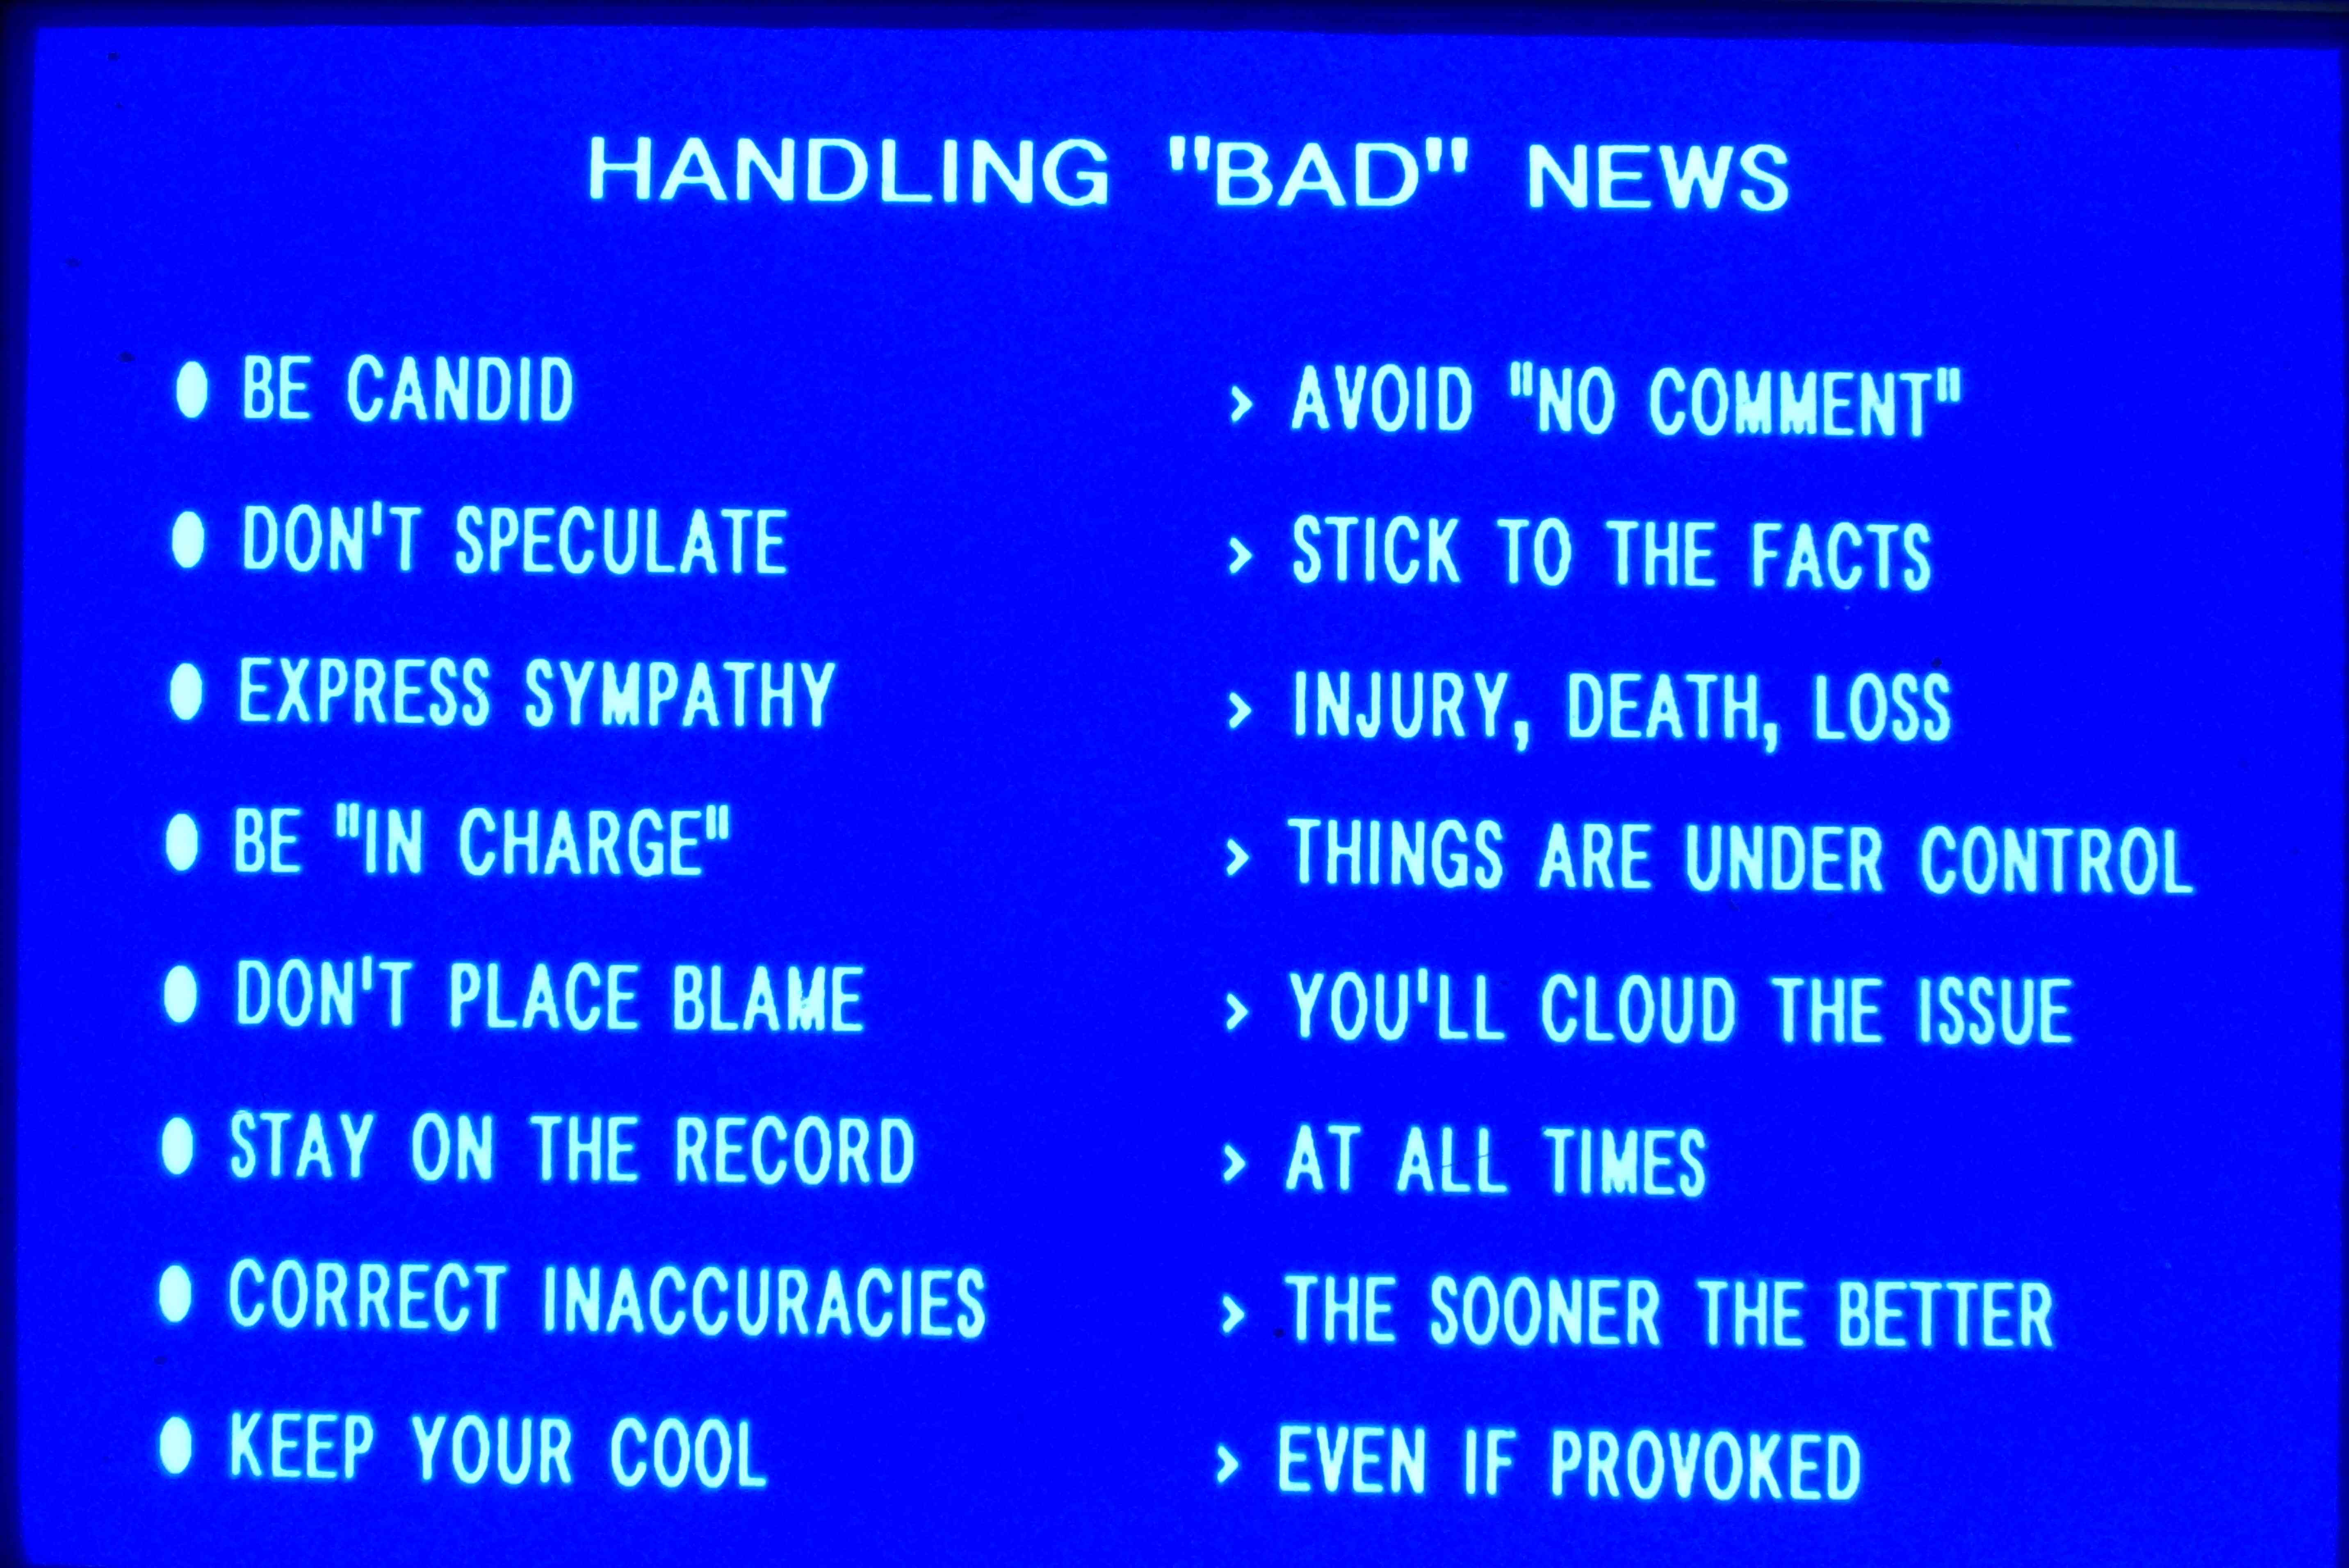 HANDLING "BAD" NEWS
● BE CANDID > AVOID "NO COMMENT"
● DON'T SPECULATE > STICK TO THE FACTS
● EXPRESS SYMPATHY > INJURY, DEATH, LOSS
● BE "IN CHARGE" > THINGS ARE UNDER CONTROL
● DON'T PLACE BLAME > YOU'LL CLOUD THE ISSUE
● STAY ON THE RECORD > AT ALL TIMES
● CORRECT INACCURACIES > THE SOONER THE BETTER
● KEEP YOUR COOL > EVEN IF PROVOKED